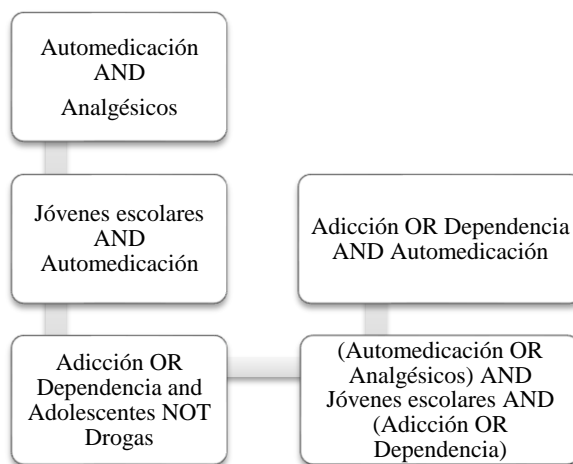 Automedicación
AND
Analgésicos
Jóvenes escolares
AND
Automedicación
Adicción OR
Dependencia and
Adolescentes NOT
Drogas
(Automedicación OR
Analgésicos) AND
Jóvenes escolares AND
(Adicción OR
Dependencia)
Adicción OR Dependencia
AND Automedicación